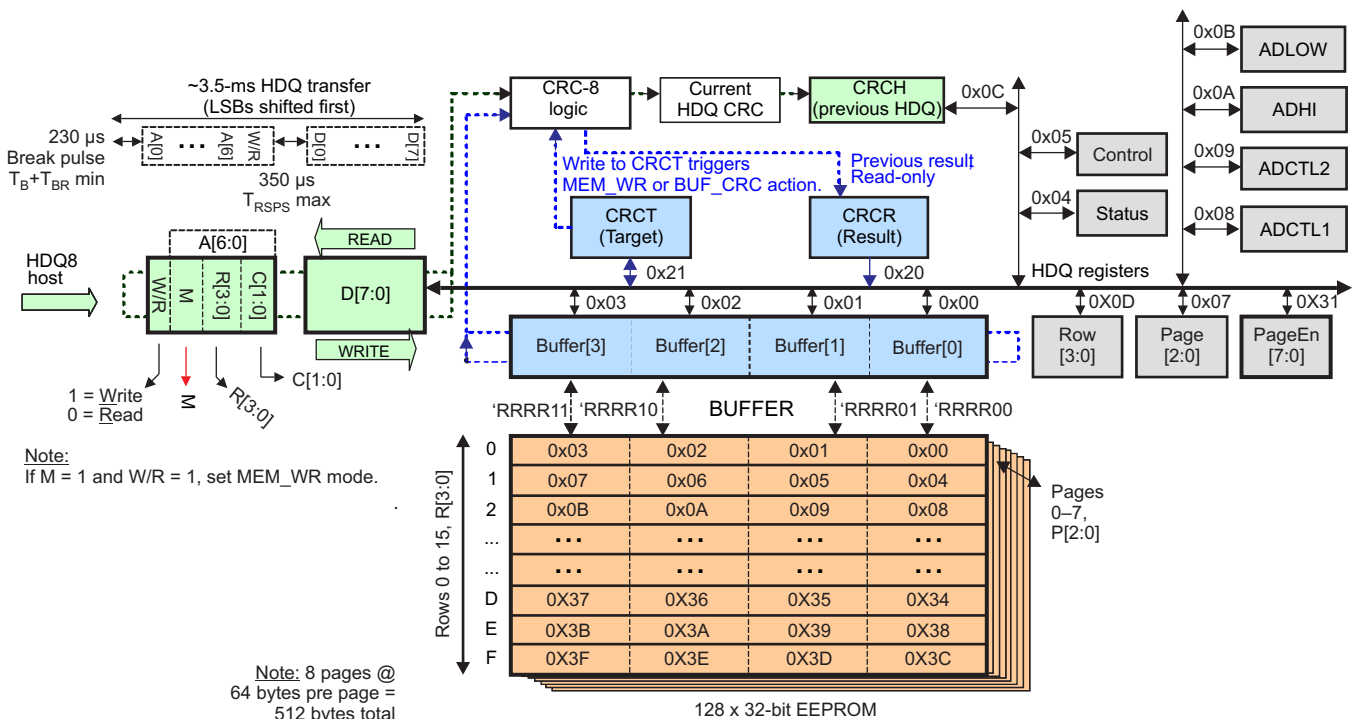 ~3.5-ms HDQ transfer
(LSBs shifted first)
230 µs
Break pulse
TB+TBR min
A[0]
•••
A[6]
W/R
D[0]
•••
D[7]
350 µs
TRSPS max
CRC-8
logic
Current
HDQ CRC
CRCH
(previous HDQ)
0x0C
Write to CRCT triggers
MEM_WR or BUF_CRC action.
Previous result,
Read-only
CRCT
(Target)
CRCR
(Result)
0x21
0x20
0x05
Control
0x04
Status
0x0B
ADLOW
0x0A
ADHI
0x09
ADCTL2
0x08
ADCTL1
HDQ registers
HDQ8
host
A[6:0]
W/R
M
R[3:0]
C[1:0]
READ
D[7:0]
WRITE
1 = Write
0 = Read
M
R[3:0]
C[1:0]
Note:
If M = 1 and W/R = 1, set MEM_WR mode.
.
0x03
0x02
0x01
0x00
0X0D
0x07
0X31
Buffer[3]
Buffer[2]
Buffer[1]
Buffer[0]
Row
[3:0]
Page
[2:0]
PageEn
[7:0]
'RRRR11
'RRRR10
BUFFER
'RRRR01
'RRRR00
Rows 0 to 15, R[3:0]
0 0x03 0x02 0x01 0x00
1 0x07 0x06 0x05 0x04
2 0x0B 0x0A 0x09 0x08
... ••• ••• ••• •••
... ••• ••• ••• •••
D 0X37 0X36 0X35 0X34
E 0X3B 0X3A 0X39 0X38
F 0X3F 0X3E 0X3D 0X3C
Pages
0–7,
P[2:0]
Note: 8 pages @
64 bytes pre page =
512 bytes total
128 x 32-bit EEPROM